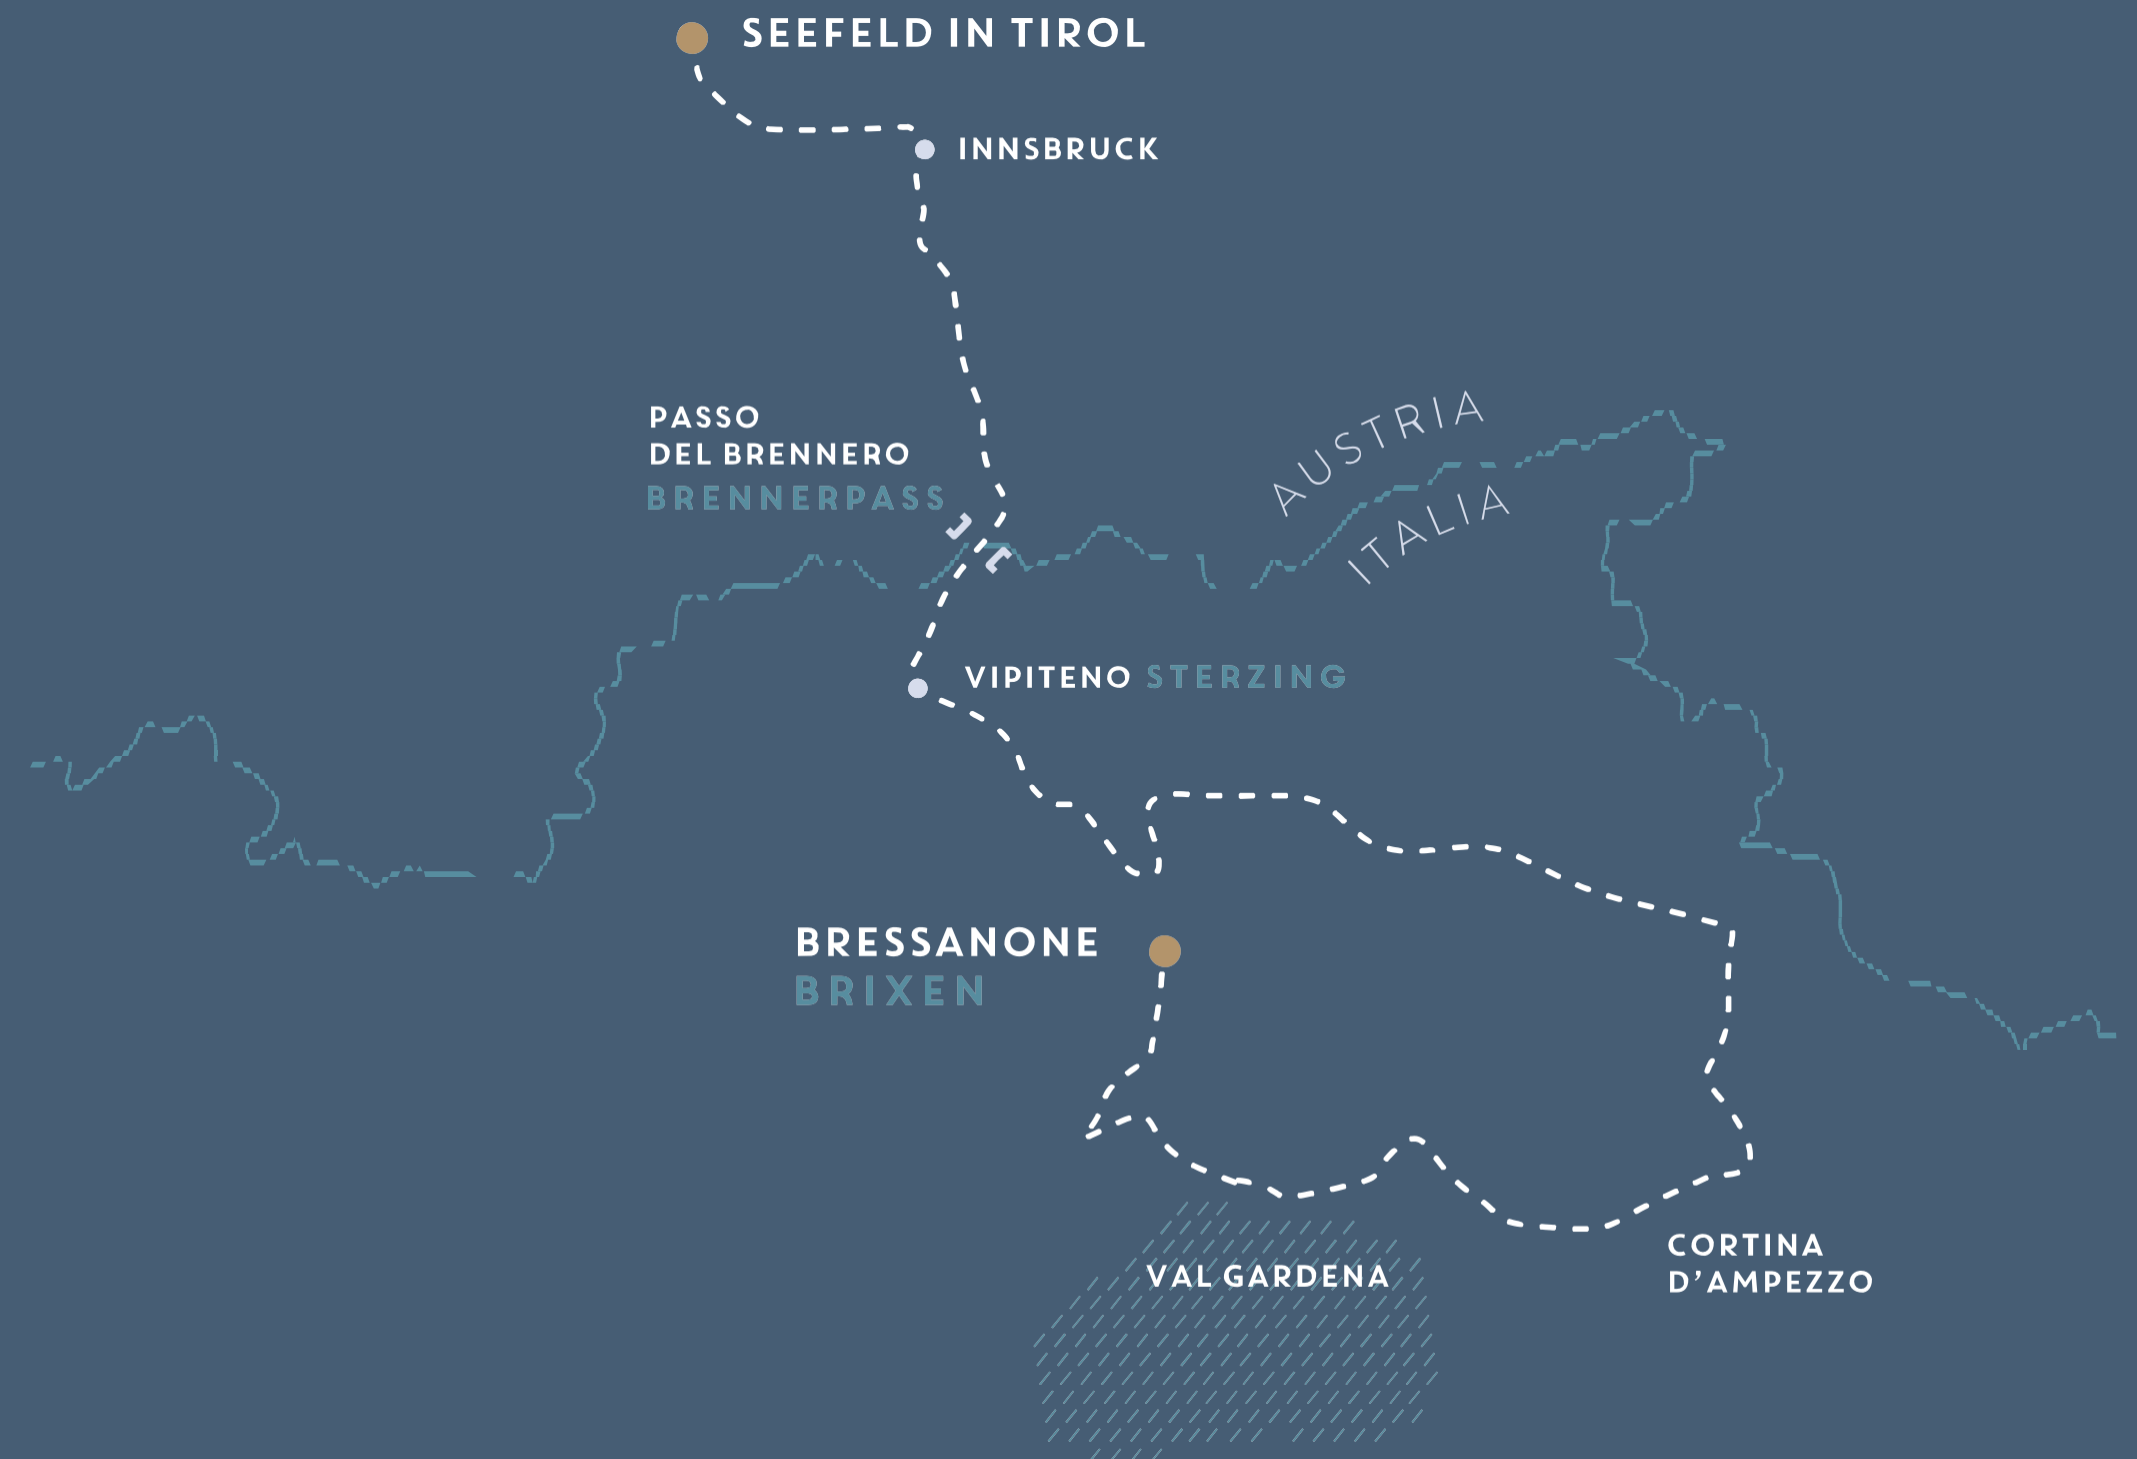 SEEFELD IN TIROL
INNSBRUCK
PASSO
DEL BRENNERO
BRENNERPASS
AUSTRIA
ITALIA
VIPITENO STERZING
BRESSANONE
BRIXEN
CORTINA
D’AMPEZZO
VAL GARDENA